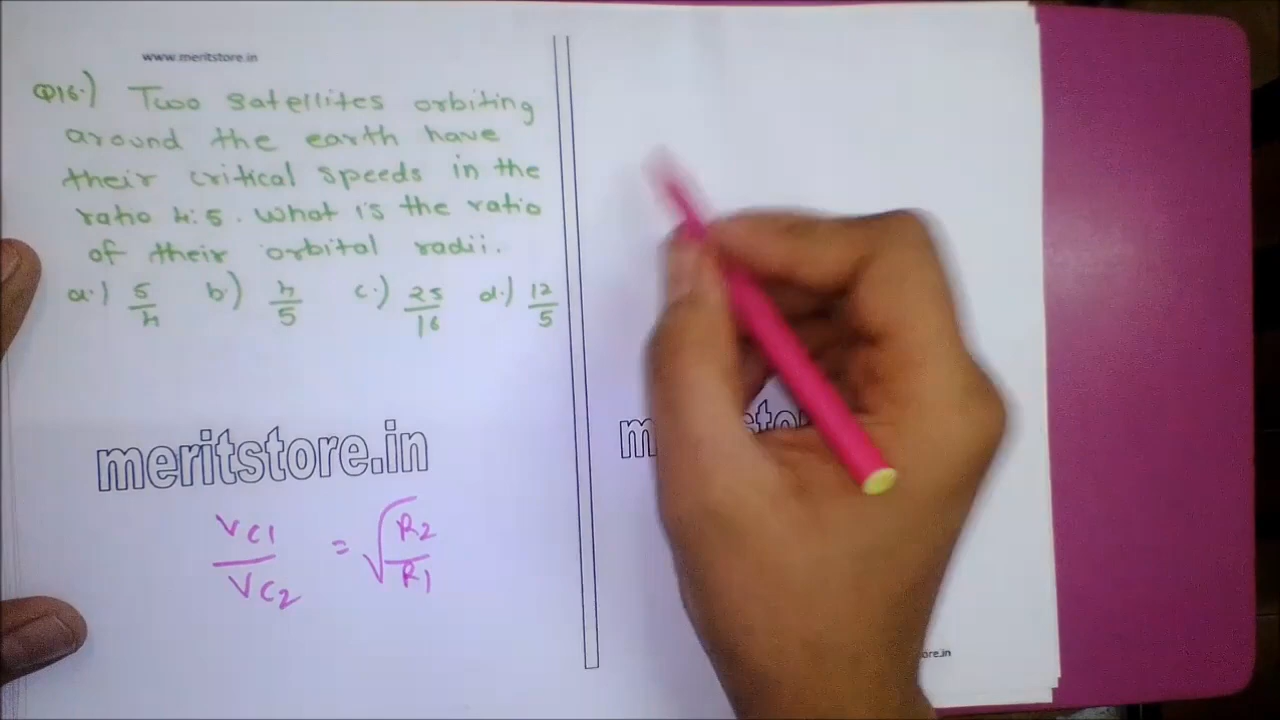 www.meritstore.in
Q16.) Two satellites orbiting
around the earth have
their critical speeds in the
ratio 4:5. What is the ratio
of their orbital radii.
a.) 5/4 b.) 4/5 c.) 25/16 d.) 12/5
meritstore.in
VC1/VC2 = √R2/R1